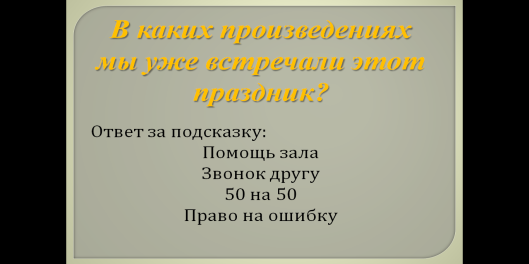 В каких произведениях
мы уже встречали этот
праздник?
Ответ за подсказку:
Помощь зала
Звонок другу
50 на 50
Право на ошибку